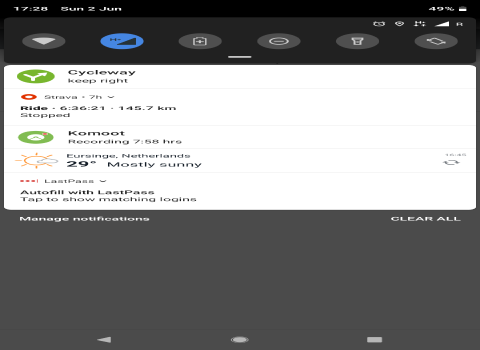 17:28 Sun 2 Jun 49%
R
Cycleway
keep right
Strava • 7h
Ride · 6:36:21 · 145.7 km
Stopped
Komoot
Recording 7:58 hrs
Eursinge, Netherlands
16:45
29° Mostly sunny
LastPass
Autofill with LastPass
Tap to show matching logins
Manage notifications CLEAR ALL